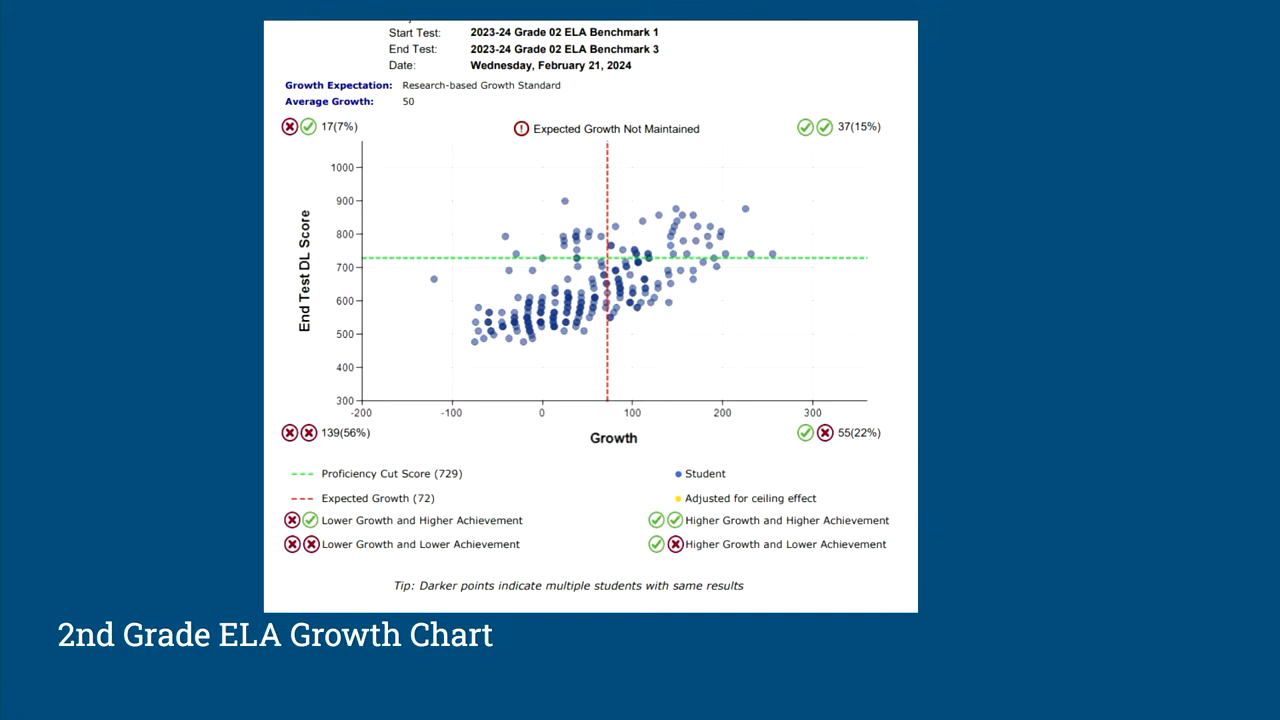 Start Test: 2023-24 Grade 02 ELA Benchmark 1
End Test: 2023-24 Grade 02 ELA Benchmark 3
Date: Wednesday, February 21, 2024
Growth Expectation: Research-based Growth Standard
Average Growth: 50
17(7%)
Expected Growth Not Maintained
37(15%)
End Test DL Score
1000
900
800
700
600
500
400
300
-200 -100 0 100 200 300
139(56%)
Growth
55(22%)
Proficiency Cut Score (729)
Student
Expected Growth (72)
Adjusted for ceiling effect
Lower Growth and Higher Achievement
Higher Growth and Higher Achievement
Lower Growth and Lower Achievement
Higher Growth and Lower Achievement
Tip: Darker points indicate multiple students with same results
2nd Grade ELA Growth Chart